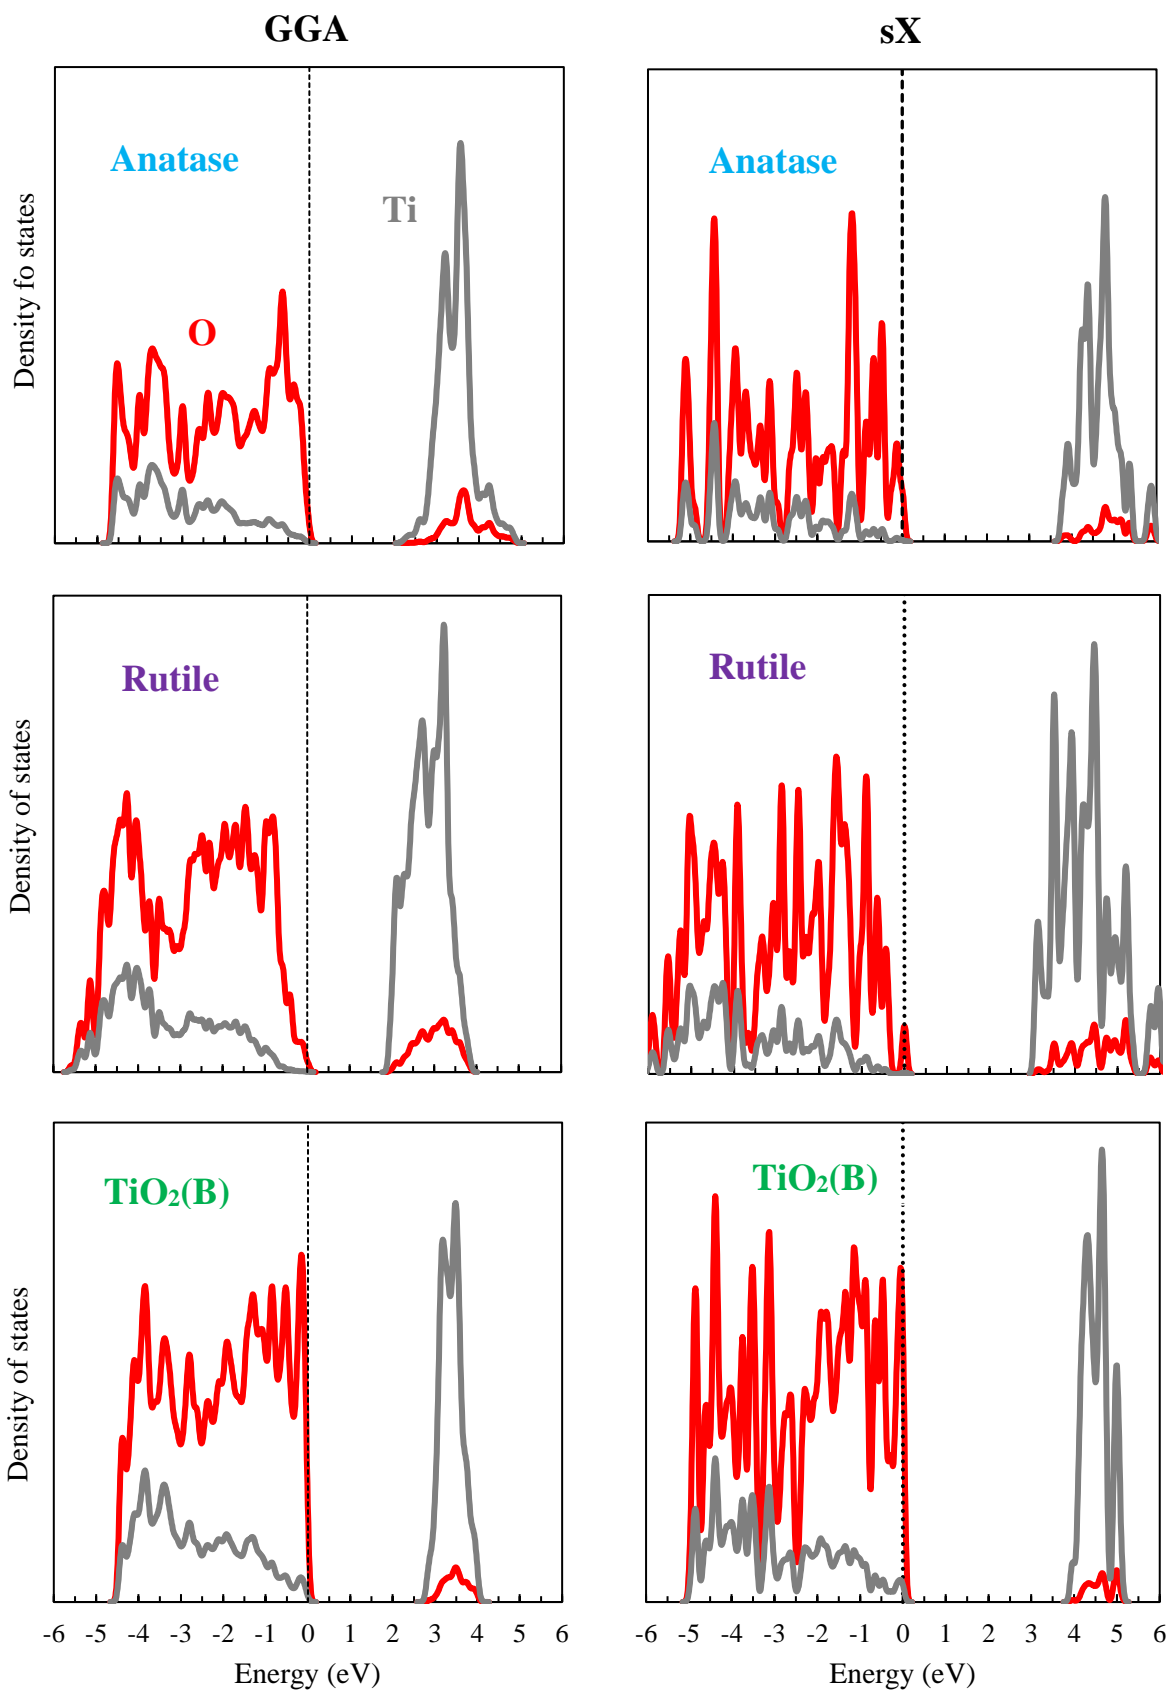 GGA
sX
Anatase
Ti
O
Density fo states
Anatase
Rutile
Density of states
Rutile
TiO₂(B)
Density of states
TiO₂(B)
-6 -5 -4 -3 -2 -1 0 1 2 3 4 5 6
Energy (eV)
-6 -5 -4 -3 -2 -1 0 1 2 3 4 5 6
Energy (eV)